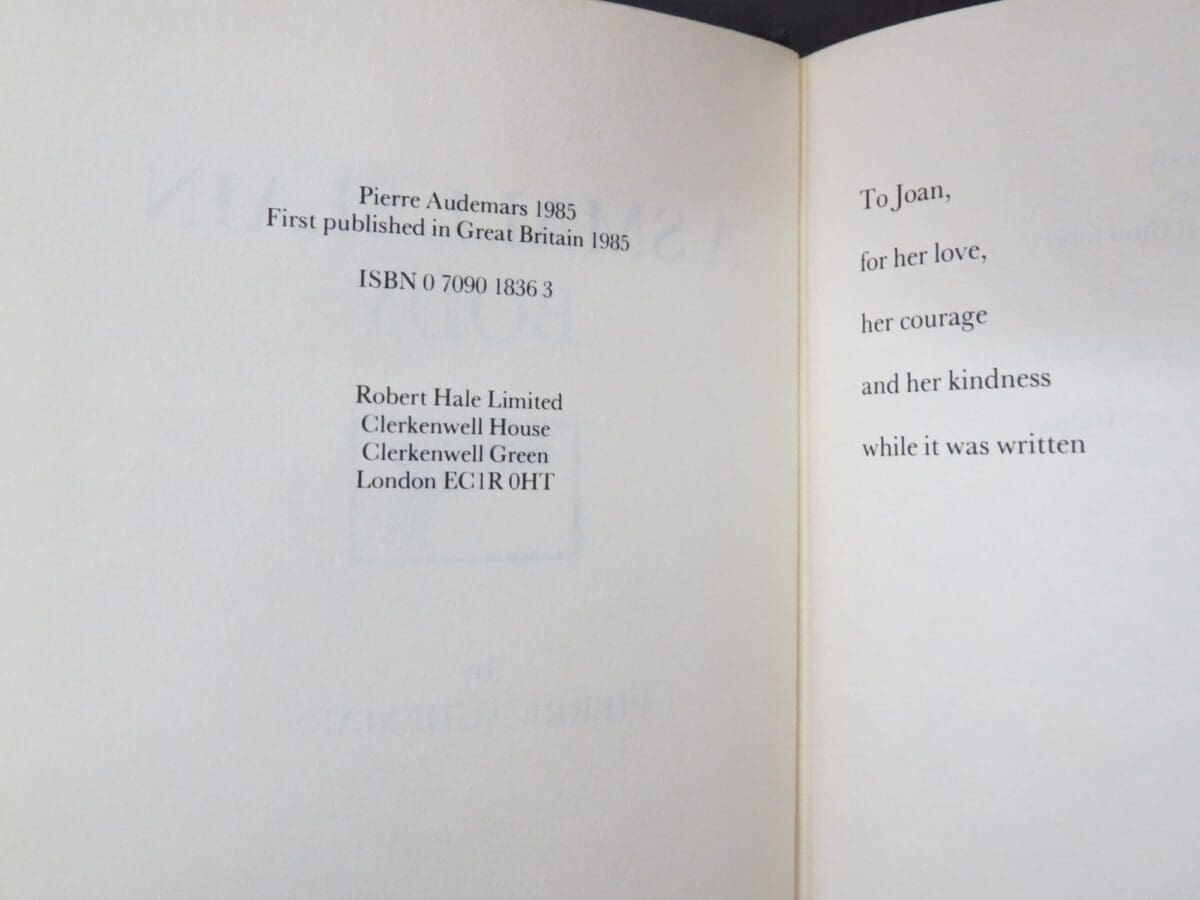 Pierre Audemars 1985
First published in Great Britain 1985
ISBN 0 7090 1836 3
Robert Hale Limited
Clerkenwell House
Clerkenwell Green
London EC1R 0HT
To Joan,
for her love,
her courage
and her kindness
while it was written